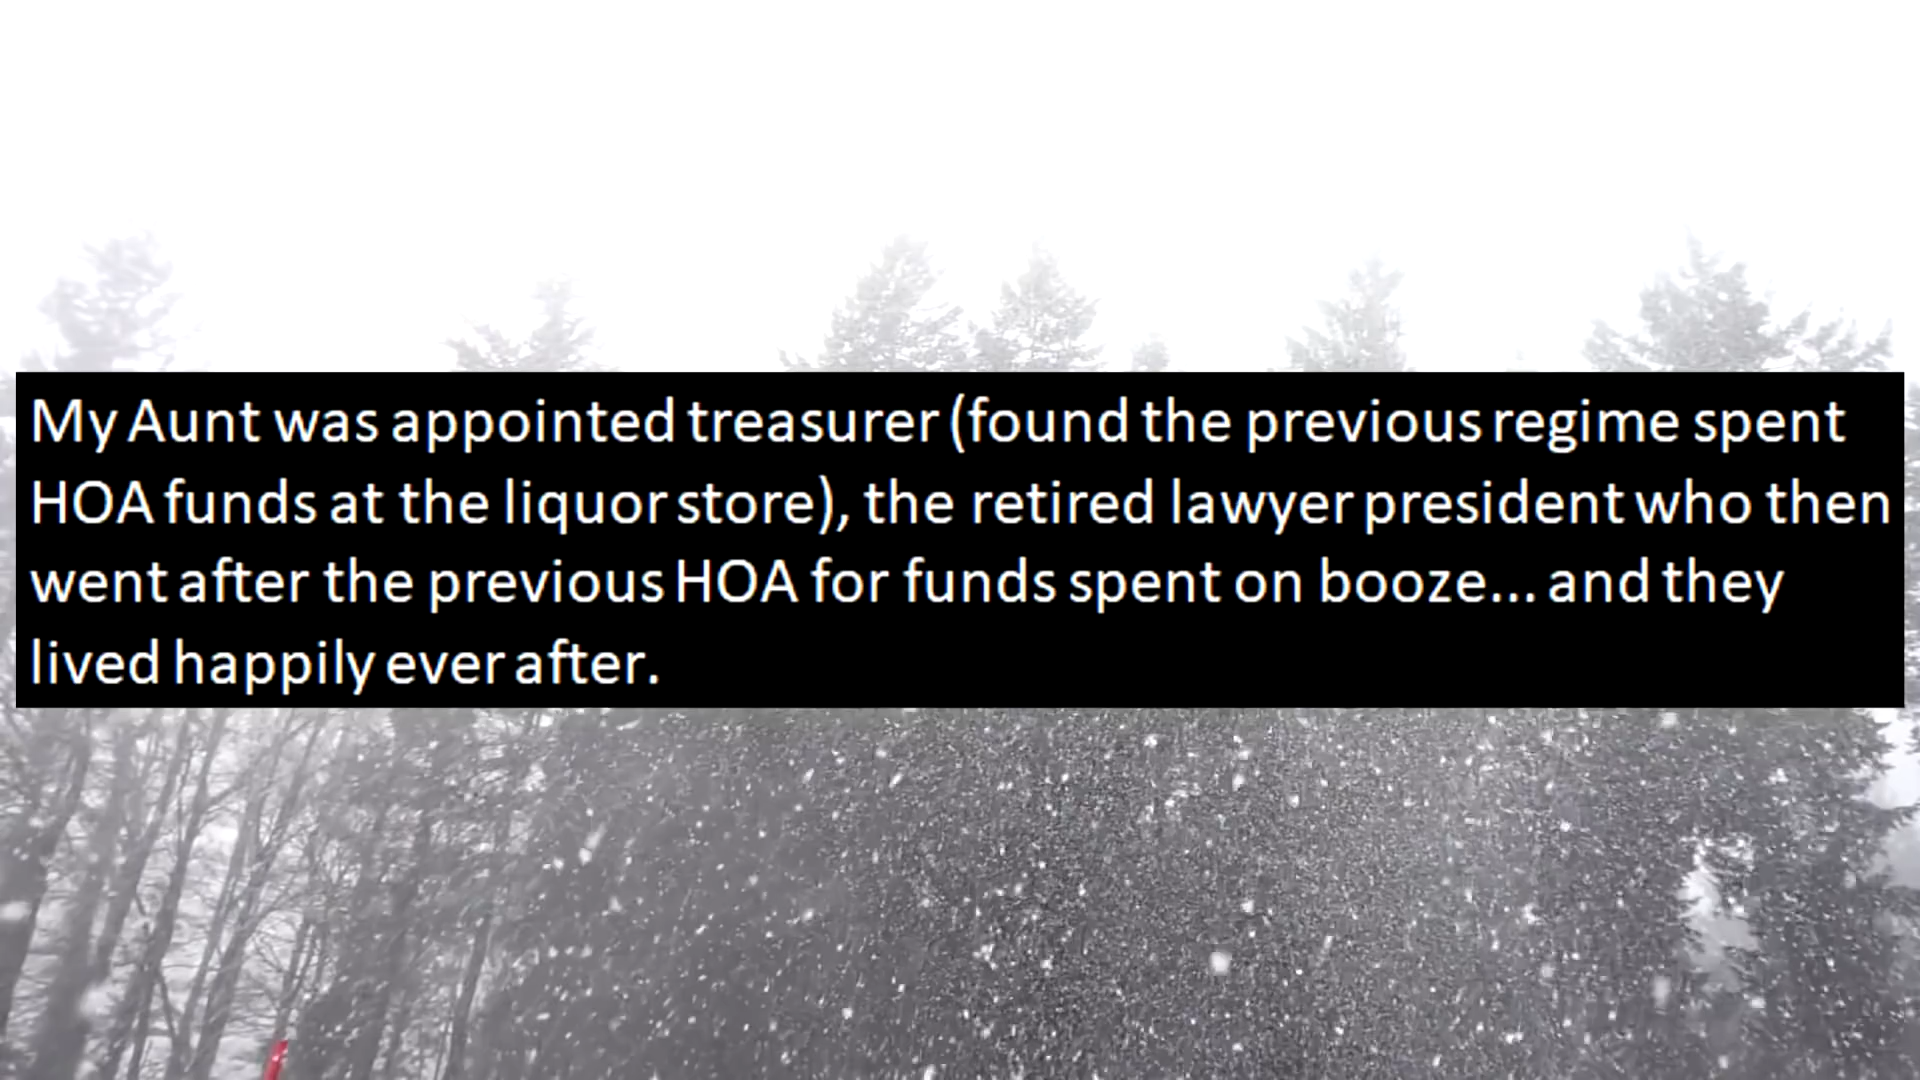 My Aunt was appointed treasurer (found the previous regime spent
HOA funds at the liquor store), the retired lawyer president who then
went after the previous HOA for funds spent on booze... and they
lived happily ever after.